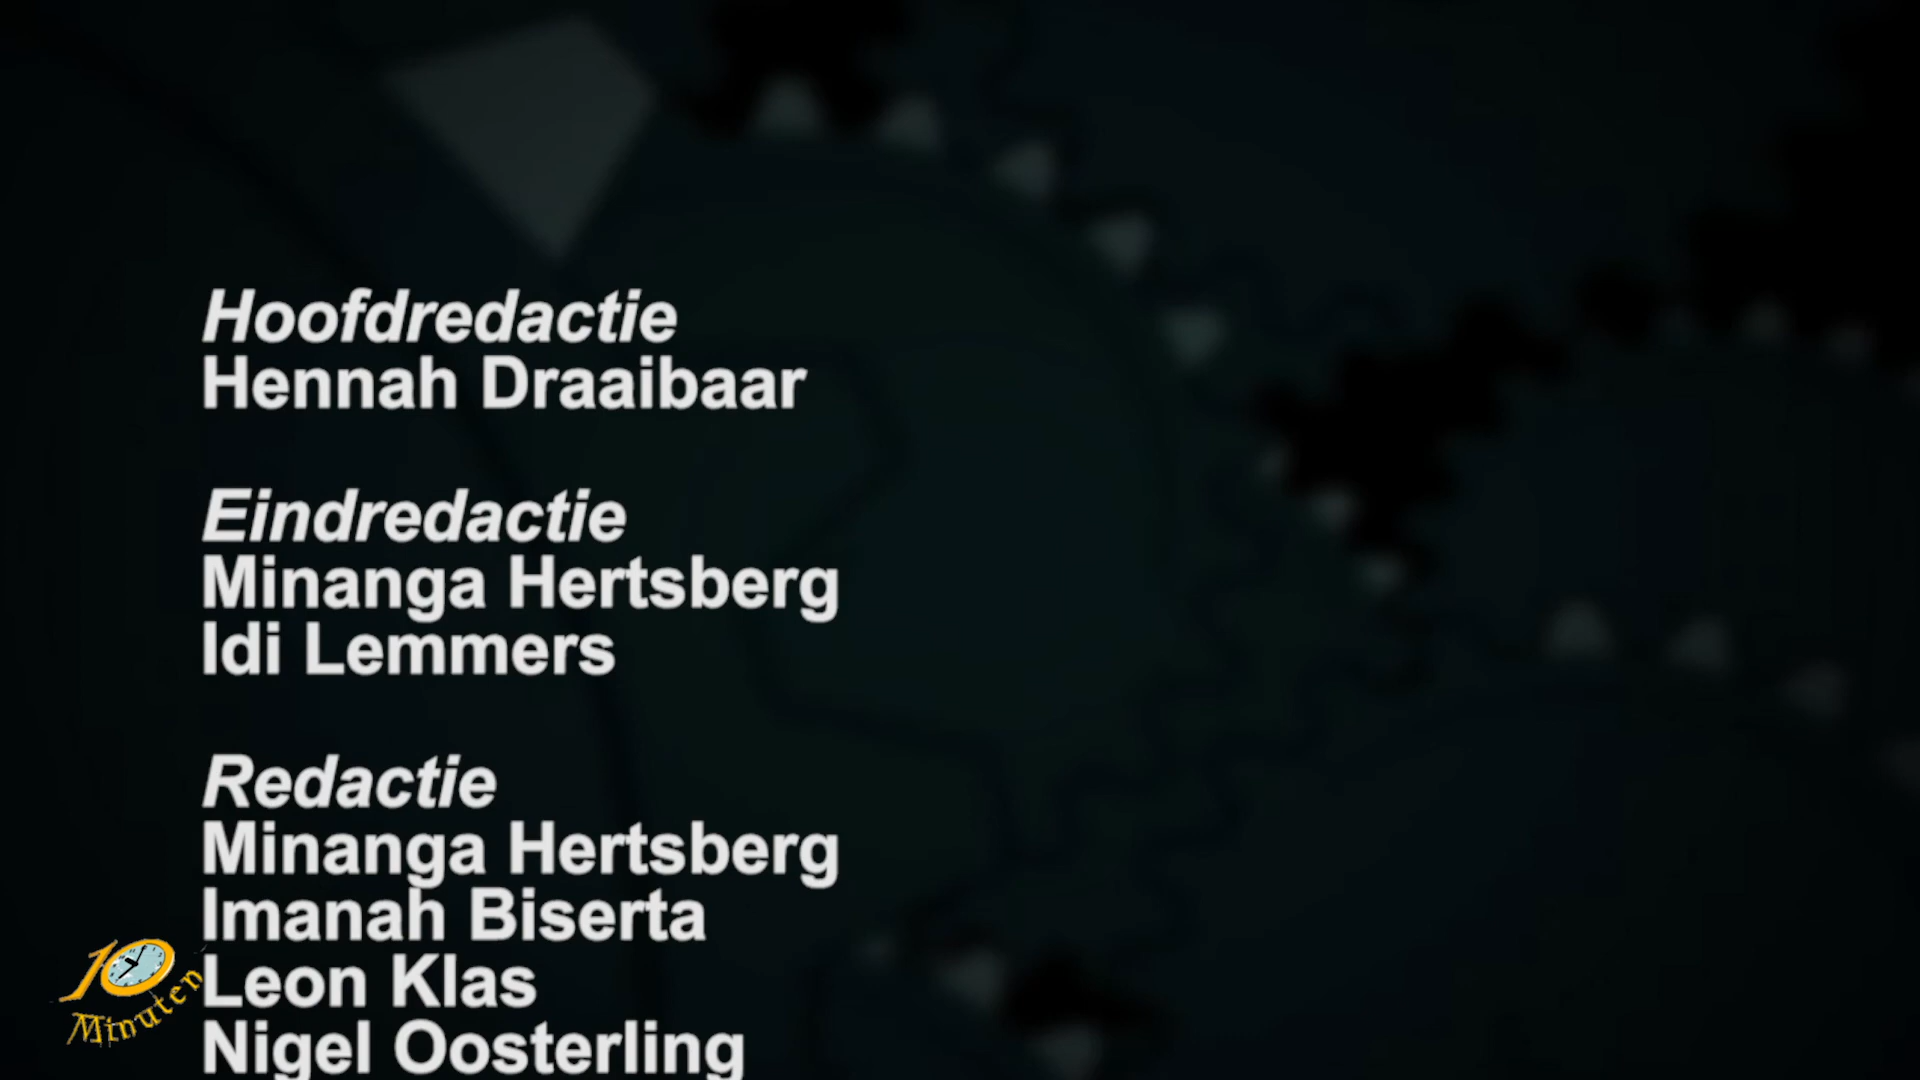 Hoofdredactie
Hennah Draaibaar
Eindredactie
Minanga Hertsberg
Idi Lemmers
Redactie
Minanga Hertsberg
Imanah Biserta
Leon Klas
Nigel Oosterling
10
Minuten